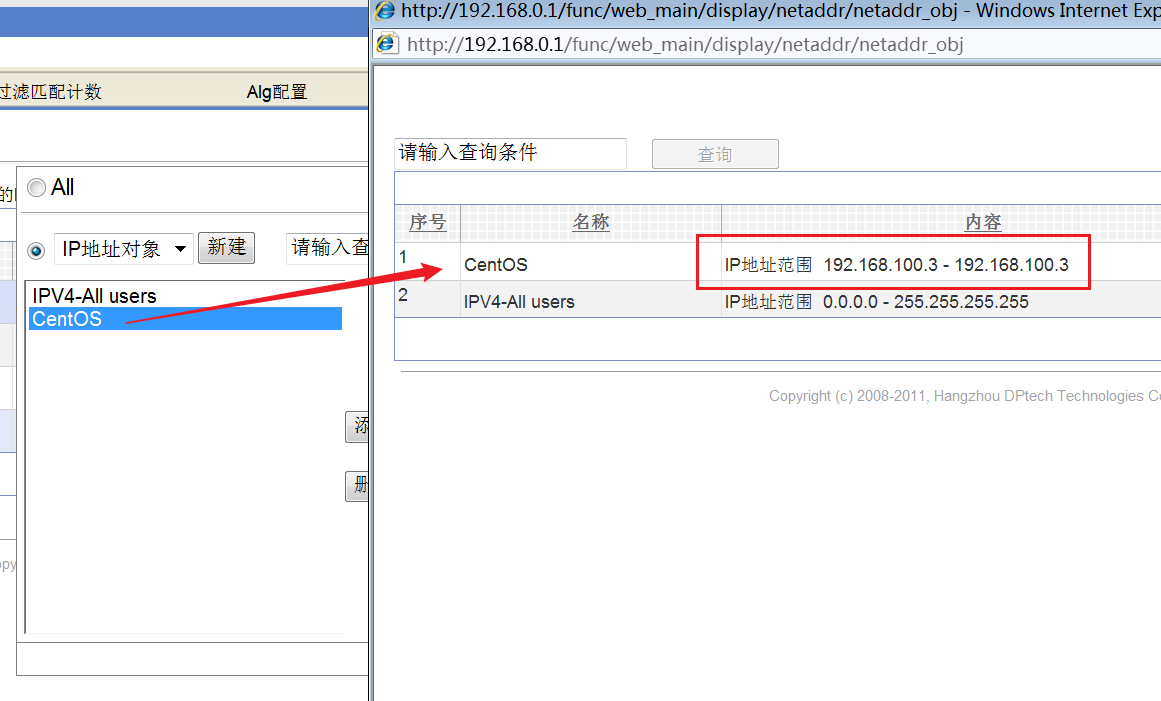 http://192.168.0.1/func/web_main/display/netaddr/netaddr_obj - Windows Internet Exp
http://192.168.0.1/func/web_main/display/netaddr/netaddr_obj
过滤匹配计数 Alg配置
请输入查询条件 查询
All
的
序号 名称 内容
IP地址对象 新建 请输入查
1 CentOS IP地址范围 192.168.100.3 - 192.168.100.3
IPV4-All users
2 IPV4-All users IP地址范围 0.0.0.0 - 255.255.255.255
CentOS
Copyright (c) 2008-2011, Hangzhou DPtech Technologies C
添
删
opy